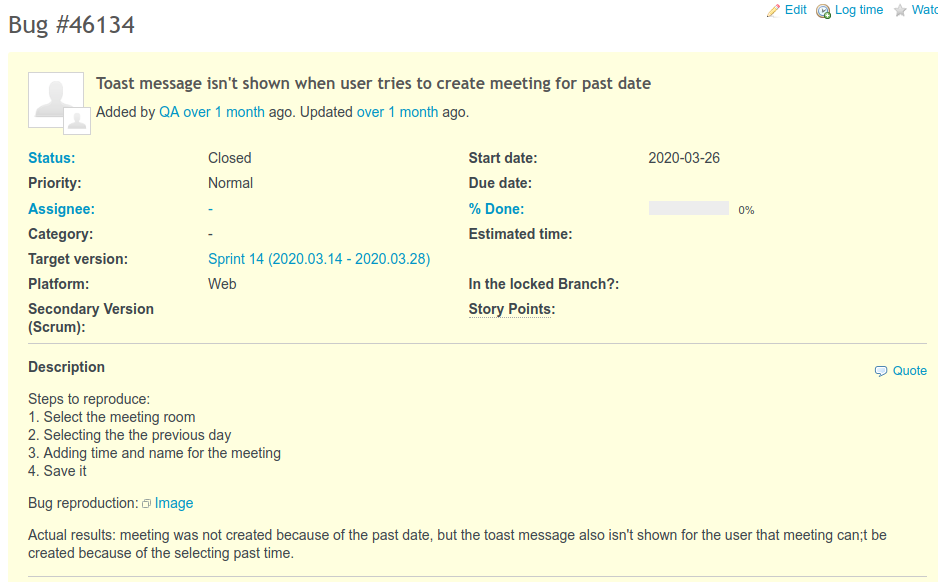 Edit Log time Watc
Bug #46134
Toast message isn't shown when user tries to create meeting for past date
Added by QA over 1 month ago. Updated over 1 month ago.
Status: Closed Start date: 2020-03-26
Priority: Normal Due date:
Assignee: - % Done: 0%
Category: - Estimated time:
Target version: Sprint 14 (2020.03.14 - 2020.03.28)
Platform: Web In the locked Branch?:
Secondary Version Story Points:
(Scrum):
Description
Quote
Steps to reproduce:
1. Select the meeting room
2. Selecting the the previous day
3. Adding time and name for the meeting
4. Save it
Bug reproduction: Image
Actual results: meeting was not created because of the past date, but the toast message also isn't shown for the user that meeting can;t be
created because of the selecting past time.